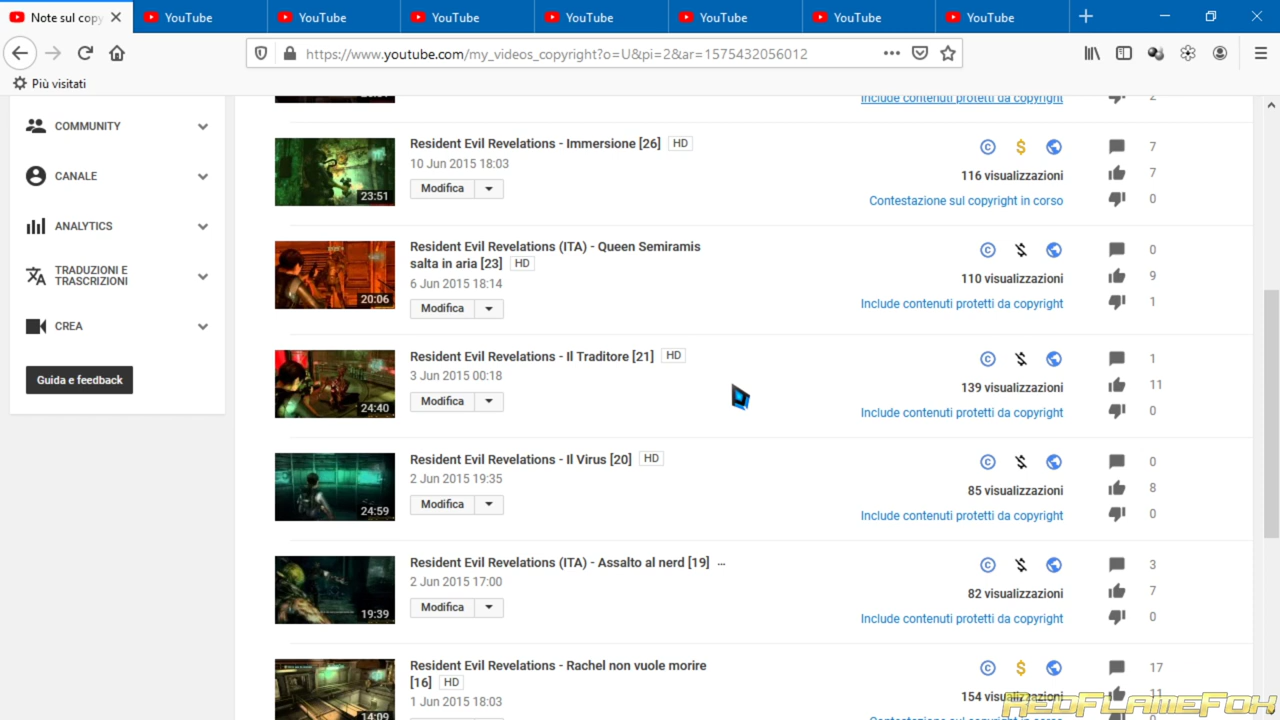 Note sul copy
YouTube
YouTube
YouTube
YouTube
YouTube
YouTube
YouTube
https://www.youtube.com/my_videos_copyright?o=U&pi=2&ar=1575432056012
Più visitati
COMMUNITY
CANALE
ANALYTICS
TRADUZIONI E
TRASCRIZIONI
CREA
Guida e feedback
Include contenuti protetti da copyright
2
Resident Evil Revelations - Immersione [26] HD
10 Jun 2015 18:03
Modifica
23:51
116 visualizzazioni
Contestazione sul copyright in corso
7
7
0
Resident Evil Revelations (ITA) - Queen Semiramis
salta in aria [23] HD
6 Jun 2015 18:14
Modifica
20:06
110 visualizzazioni
Include contenuti protetti da copyright
0
9
1
Resident Evil Revelations - Il Traditore [21] HD
3 Jun 2015 00:18
Modifica
24:40
139 visualizzazioni
Include contenuti protetti da copyright
1
11
0
Resident Evil Revelations - Il Virus [20] HD
2 Jun 2015 19:35
Modifica
24:59
85 visualizzazioni
Include contenuti protetti da copyright
0
8
0
Resident Evil Revelations (ITA) - Assalto al nerd [19] ...
2 Jun 2015 17:00
Modifica
19:39
82 visualizzazioni
Include contenuti protetti da copyright
3
7
0
Resident Evil Revelations - Rachel non vuole morire
[16] HD
1 Jun 2015 18:03
14:09
154 visualizzazioni
17
11
RedFlameFox